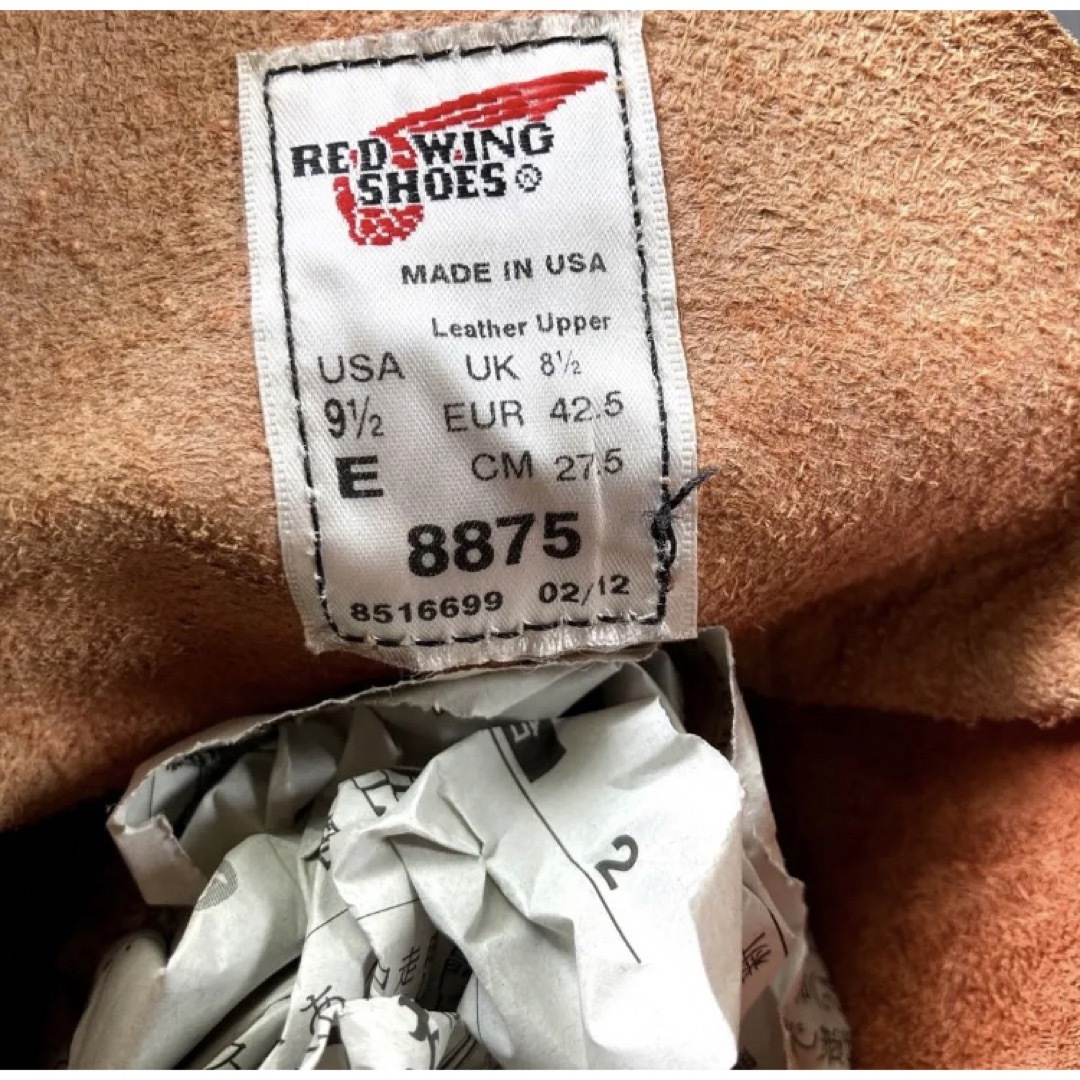 RED WING
SHOES®
MADE IN USA
Leather Upper
USA UK 8½
9½ EUR 42.5
E CM 27.5
8875
8516699 02/12
2